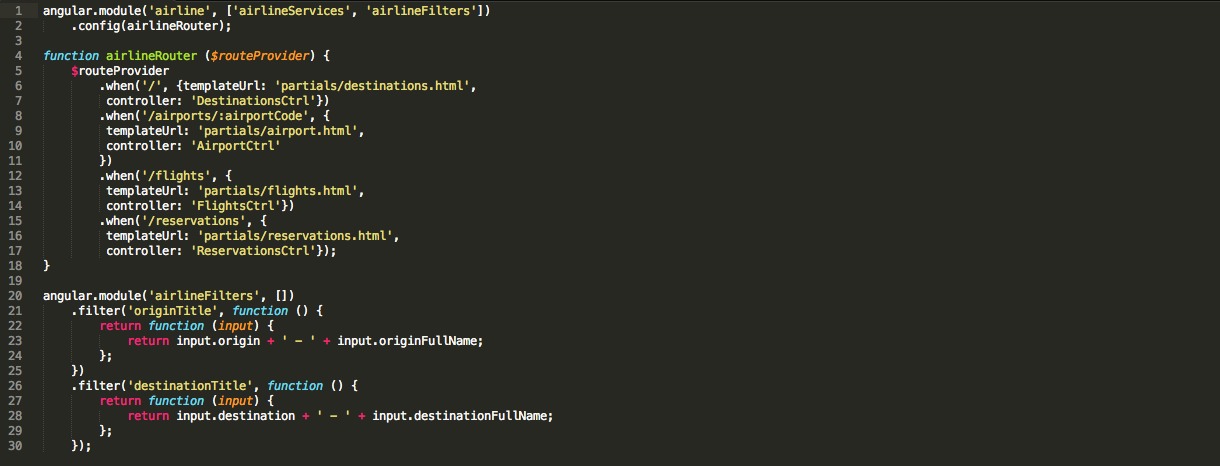 1 angular.module('airline', ['airlineServices', 'airlineFilters'])
2     .config(airlineRouter);
3
4 function airlineRouter ($routeProvider) {
5     $routeProvider
6         .when('/', {templateUrl: 'partials/destinations.html',
7          controller: 'DestinationsCtrl'})
8         .when('/airports/:airportCode', {
9          templateUrl: 'partials/airport.html',
10          controller: 'AirportCtrl'
11         })
12         .when('/flights', {
13          templateUrl: 'partials/flights.html',
14          controller: 'FlightsCtrl'})
15         .when('/reservations', {
16          templateUrl: 'partials/reservations.html',
17          controller: 'ReservationsCtrl'});
18 }
19
20 angular.module('airlineFilters', [])
21     .filter('originTitle', function () {
22         return function (input) {
23             return input.origin + ' - ' + input.originFullName;
24         };
25     })
26     .filter('destinationTitle', function () {
27         return function (input) {
28             return input.destination + ' - ' + input.destinationFullName;
29         };
30     });